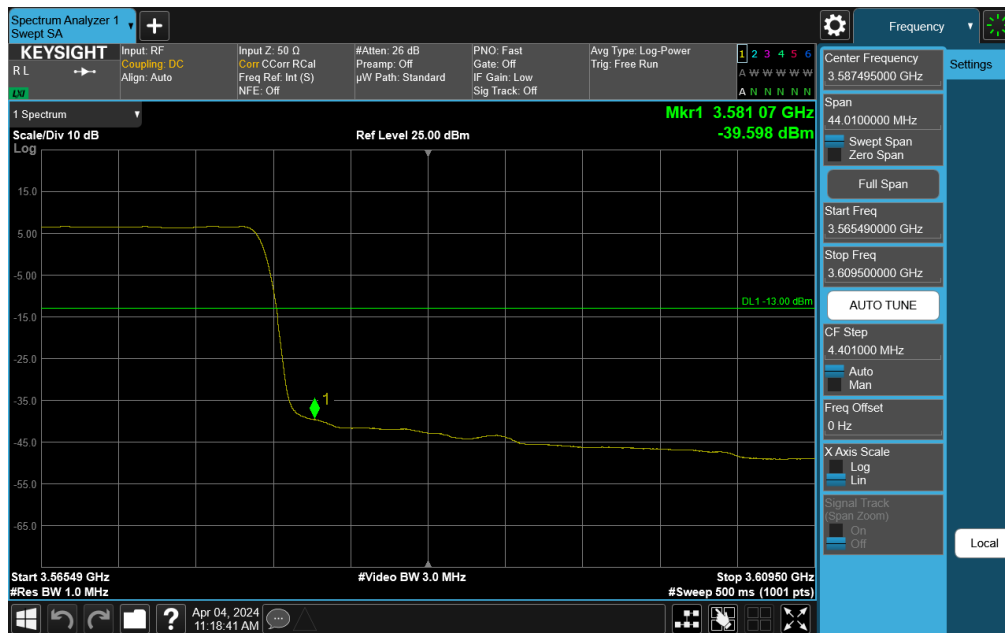 Spectrum Analyzer 1
Swept SA
Frequency
KEYSIGHT
R L
LXI
Input: RF
Coupling: DC
Align: Auto
Input Z: 50 Ω
Corr CCorr RCal
Freq Ref: Int (S)
NFE: Off
#Atten: 26 dB
Preamp: Off
µW Path: Standard
PNO: Fast
Gate: Off
IF Gain: Low
Sig Track: Off
Avg Type: Log-Power
Trig: Free Run
1 2 3 4 5 6
A W W W W W
A N N N N N
1 Spectrum
Scale/Div 10 dB
Log
Ref Level 25.00 dBm
Mkr1 3.581 07 GHz
-39.598 dBm
15.0
5.00
-5.00
DL1 -13.00 dBm
-15.0
-25.0
-35.0
1
-45.0
-55.0
-65.0
Start 3.56549 GHz
#Res BW 1.0 MHz
#Video BW 3.0 MHz
Stop 3.60950 GHz
#Sweep 500 ms (1001 pts)
Apr 04, 2024
11:18:41 AM
Center Frequency
3.587495000 GHz
Span
44.0100000 MHz
Swept Span
Zero Span
Full Span
Start Freq
3.565490000 GHz
Stop Freq
3.609500000 GHz
AUTO TUNE
CF Step
4.401000 MHz
Auto
Man
Freq Offset
0 Hz
X Axis Scale
Log
Lin
Signal Track
(Span Zoom)
On
Off
Settings
Local